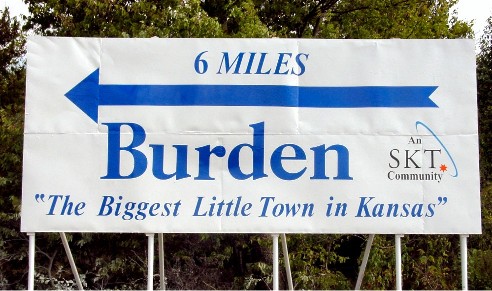 6 MILES
Burden
An
SKT
Community
"The Biggest Little Town in Kansas"